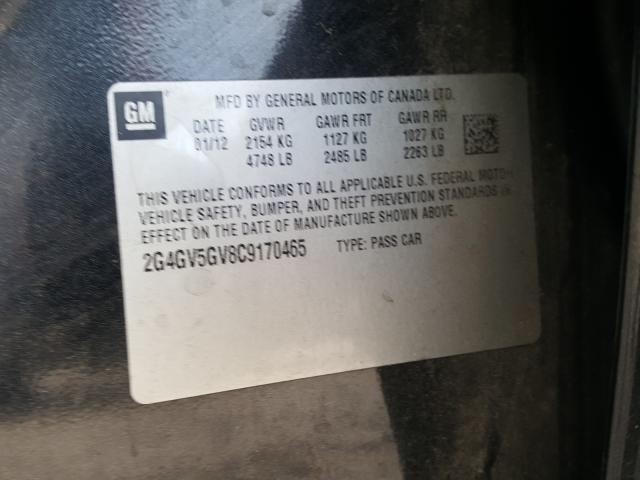 GM
MFD BY GENERAL MOTORS OF CANADA LTD.
DATE GVWR GAWR FRT GAWR RR
01/12 2154 KG 1127 KG 1027 KG
4748 LB 2485 LB 2263 LB
THIS VEHICLE CONFORMS TO ALL APPLICABLE U.S. FEDERAL MOTOR
VEHICLE SAFETY, BUMPER, AND THEFT PREVENTION STANDARDS IN
EFFECT ON THE DATE OF MANUFACTURE SHOWN ABOVE.
2G4GV5GV8C9170465 TYPE: PASS CAR